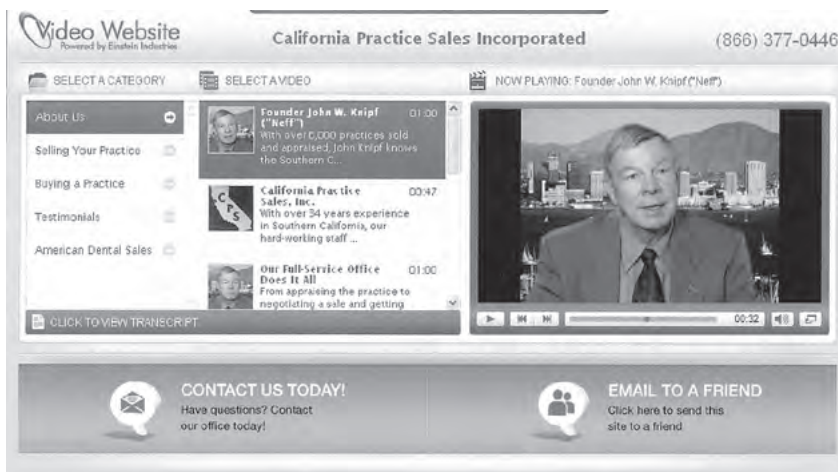 Video Website
Powered by Einstein Industries
California Practice Sales Incorporated
(866) 377-0446
SELECT A CATEGORY
SELECT A VIDEO
NOW PLAYING: Founder John W. Knipf ("Neff")
About Us
Selling Your Practice
Buying a Practice
Testimonials
American Dental Sales
Founder John W. Knipf 01:00
("Neff")
With over 6,000 practices sold
and appraised, John Knipf knows
the Southern C...
California Practice 00:47
Sales, Inc.
With over 34 years experience
in Southern California, our
hard-working staff ...
CPS
Our Full-Service Office 01:00
Does It All
From appraising the practice to
negotiating a sale and getting
CLICK TO VIEW TRANSCRIPT
00:32
CONTACT US TODAY!
Have questions? Contact
our office today!
EMAIL TO A FRIEND
Click here to send this
site to a friend